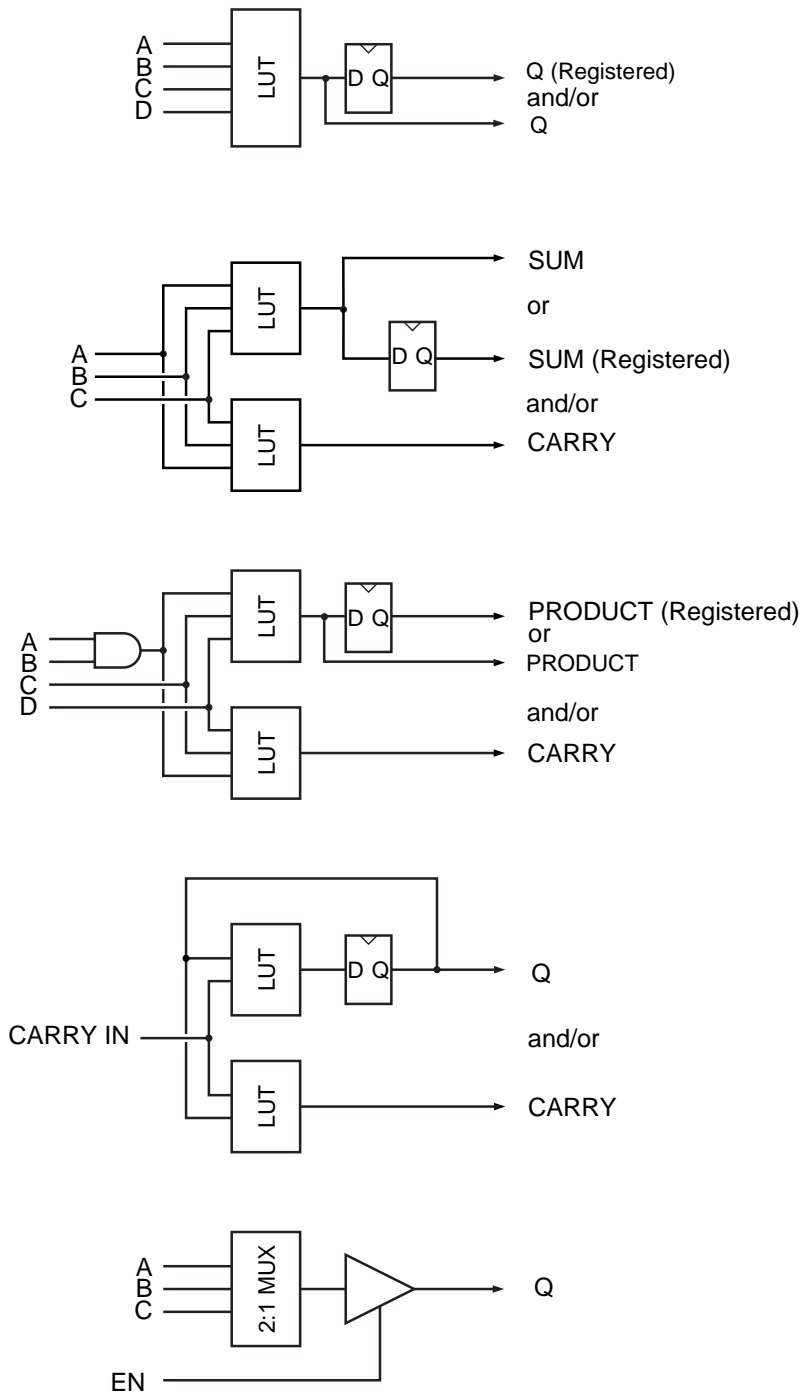 A
B
C
D
LUT
D Q
Q (Registered)
and/or
Q
A
B
C
LUT
LUT
D Q
SUM
or
SUM (Registered)
and/or
CARRY
A
B
C
D
LUT
LUT
D Q
PRODUCT (Registered)
or
PRODUCT
and/or
CARRY
CARRY IN
LUT
LUT
D Q
Q
and/or
CARRY
A
B
C
2:1 MUX
Q
EN